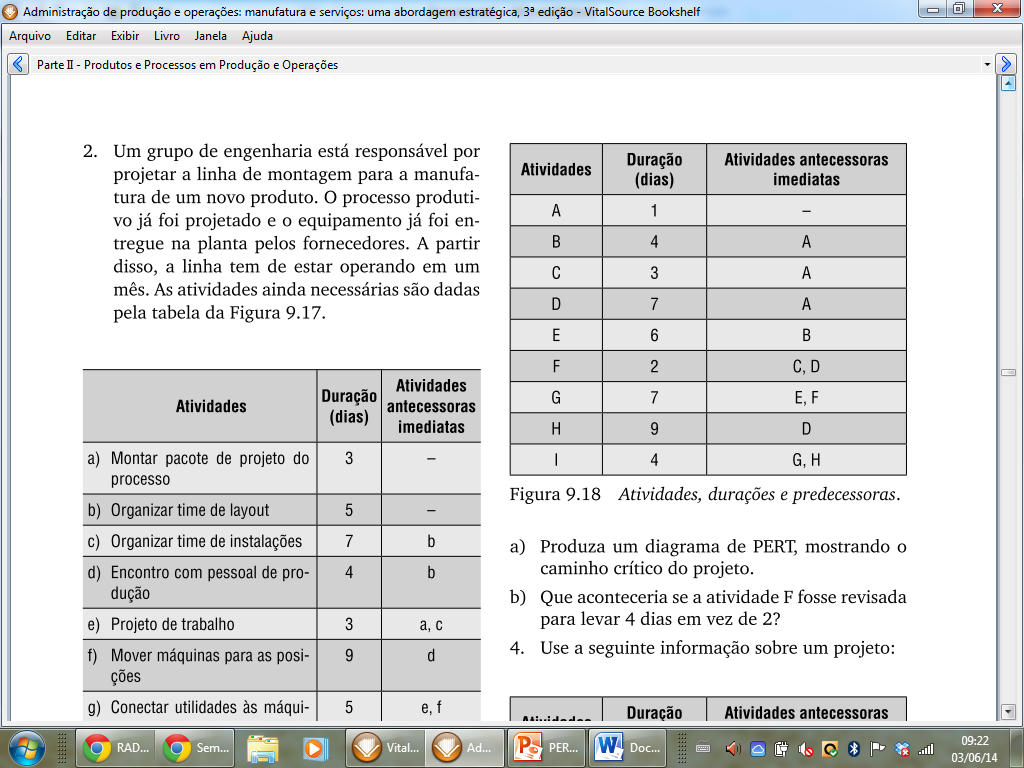 Administração de produção e operações: manufatura e serviços: uma abordagem estratégica, 3ª edição - VitalSource Bookshelf
Arquivo Editar Exibir Livro Janela Ajuda
Parte II - Produtos e Processos em Produção e Operações
2. Um grupo de engenharia está responsável por
projetar a linha de montagem para a manufa-
tura de um novo produto. O processo produti-
vo já foi projetado e o equipamento já foi en-
tregue na planta pelos fornecedores. A partir
disso, a linha tem de estar operando em um
mês. As atividades ainda necessárias são dadas
pela tabela da Figura 9.17.
Atividades Duração (dias) Atividades antecessoras imediatas
a) Montar pacote de projeto do 3 –
processo
b) Organizar time de layout 5 –
c) Organizar time de instalações 7 b
d) Encontro com pessoal de pro- 4 b
dução
e) Projeto de trabalho 3 a, c
f) Mover máquinas para as posi- 9 d
ções
g) Conectar utilidades às máqui- 5 e, f
Atividades Duração (dias) Atividades antecessoras imediatas
A 1 –
B 4 A
C 3 A
D 7 A
E 6 B
F 2 C, D
G 7 E, F
H 9 D
I 4 G, H
Figura 9.18 Atividades, durações e predecessoras.
a) Produza um diagrama de PERT, mostrando o
caminho crítico do projeto.
b) Que aconteceria se a atividade F fosse revisada
para levar 4 dias em vez de 2?
4. Use a seguinte informação sobre um projeto:
Atividades Duração Atividades antecessoras
RAD... Sem... Vital... Ad... PER... Doc... 09:22
03/06/14